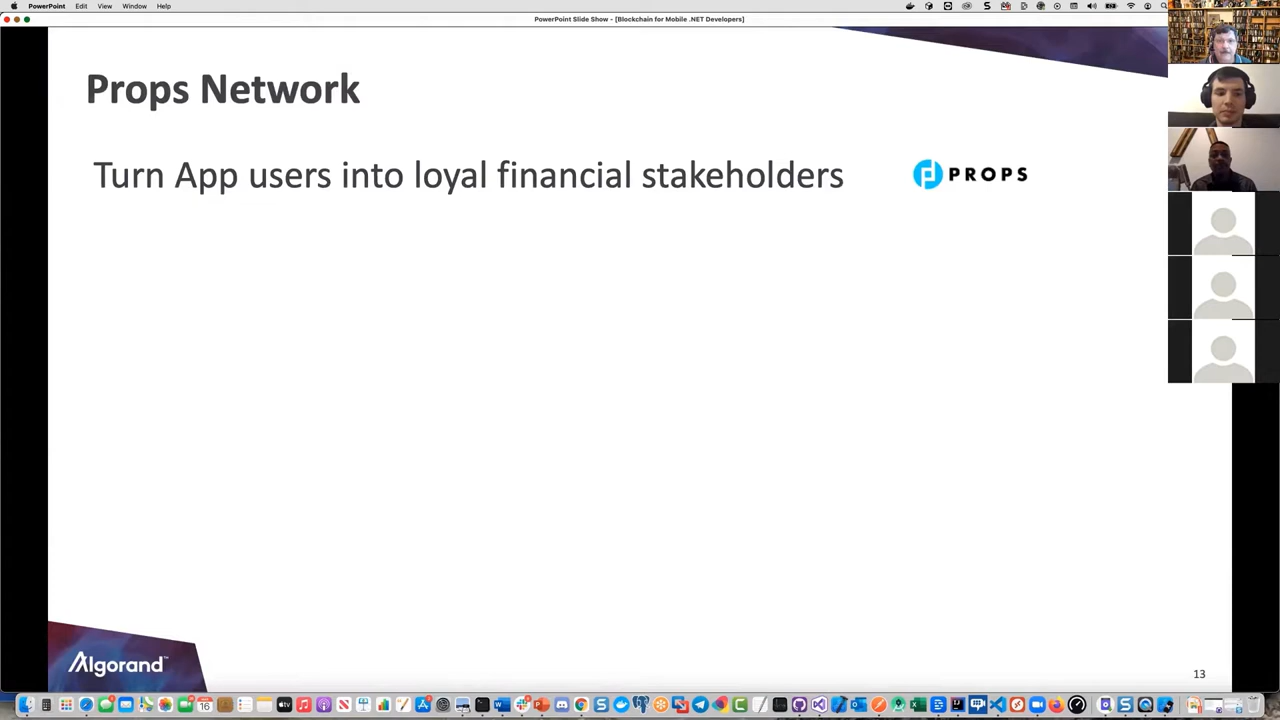 PowerPoint File Edit View Window Help
PowerPoint Slide Show - [Blockchain for Mobile .NET Developers]
Props Network
Turn App users into loyal financial stakeholders
PROPS
Algorand™
13